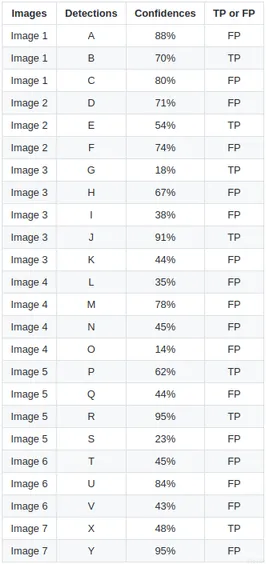 Images Detections Confidences TP or FP
Image 1 A 88% FP
Image 1 B 70% TP
Image 1 C 80% FP
Image 2 D 71% FP
Image 2 E 54% TP
Image 2 F 74% FP
Image 3 G 18% TP
Image 3 H 67% FP
Image 3 I 38% FP
Image 3 J 91% TP
Image 3 K 44% FP
Image 4 L 35% FP
Image 4 M 78% FP
Image 4 N 45% FP
Image 4 O 14% FP
Image 5 P 62% TP
Image 5 Q 44% FP
Image 5 R 95% TP
Image 5 S 23% FP
Image 6 T 45% FP
Image 6 U 84% FP
Image 6 V 43% FP
Image 7 X 48% TP
Image 7 Y 95% FP